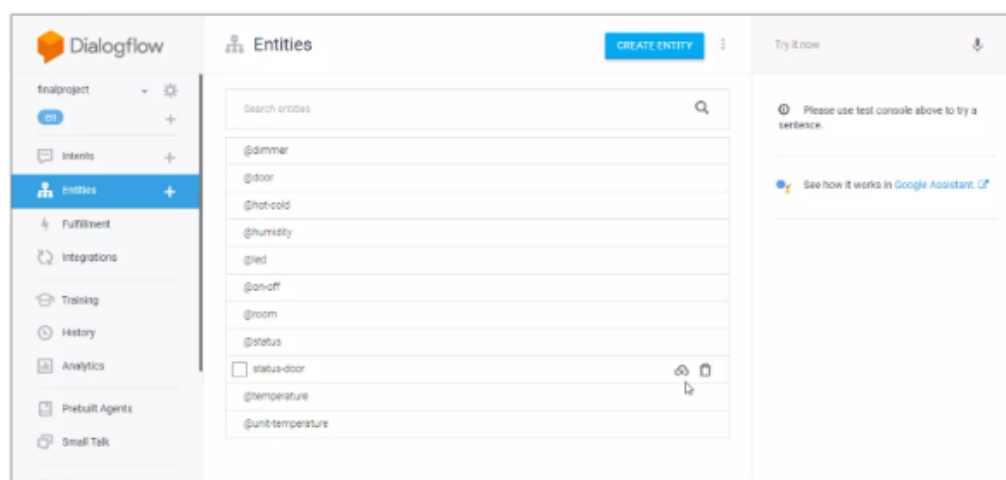 Dialogflow
finalproject
en
Intents
Entities
Fulfillment
Integrations
Training
History
Analytics
Prebuilt Agents
Small Talk
Entities
CREATE ENTITY
Search entities
@dimmer
@door
@hot-cold
@humidity
@led
@on-off
@room
@status
status-door
@temperature
@unit-temperature
Try it now
Please use test console above to try a
sentence.
See how it works in Google Assistant.